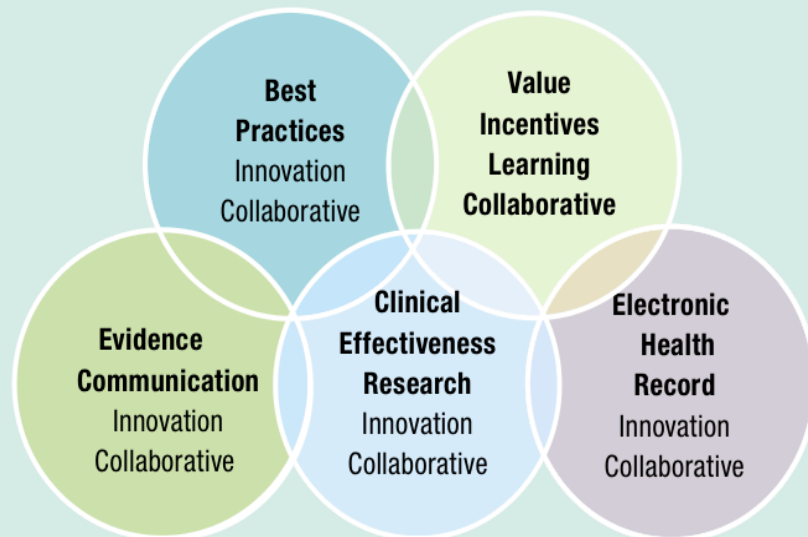 Best
Practices
Innovation
Collaborative
Value
Incentives
Learning
Collaborative
Evidence
Communication
Innovation
Collaborative
Clinical
Effectiveness
Research
Innovation
Collaborative
Electronic
Health
Record
Innovation
Collaborative